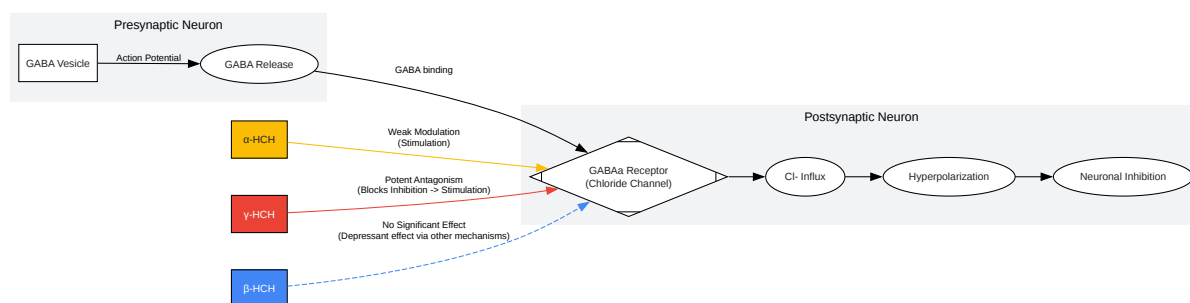 Presynaptic Neuron
GABA Vesicle
Action Potential
GABA Release
GABA binding
Postsynaptic Neuron
α-HCH
Weak Modulation
(Stimulation)
GABAa Receptor
(Chloride Channel)
Cl- Influx
Hyperpolarization
Neuronal Inhibition
γ-HCH
Potent Antagonism
(Blocks Inhibition -> Stimulation)
No Significant Effect
(Depressant effect via other mechanisms)
β-HCH